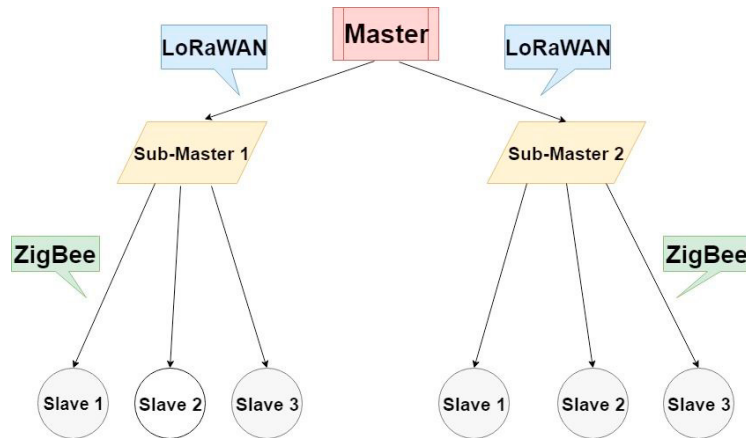 Master
LoRaWAN
LoRaWAN
Sub-Master 1
Sub-Master 2
ZigBee
ZigBee
Slave 1
Slave 2
Slave 3
Slave 1
Slave 2
Slave 3